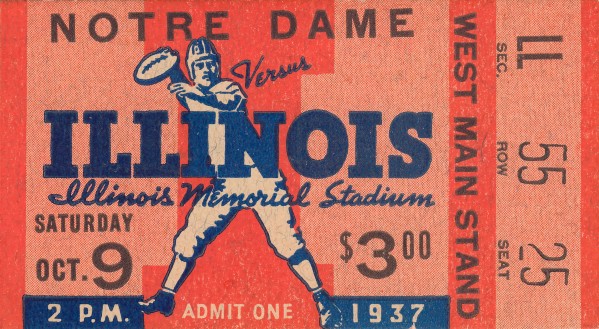 NOTRE DAME
Versus
ILLINOIS
Illinois Memorial Stadium
SATURDAY
OCT. 9
$3.00
2 P.M.
ADMIT ONE
1937
WEST MAIN STAND
SEC. LL
ROW 55
SEAT 25